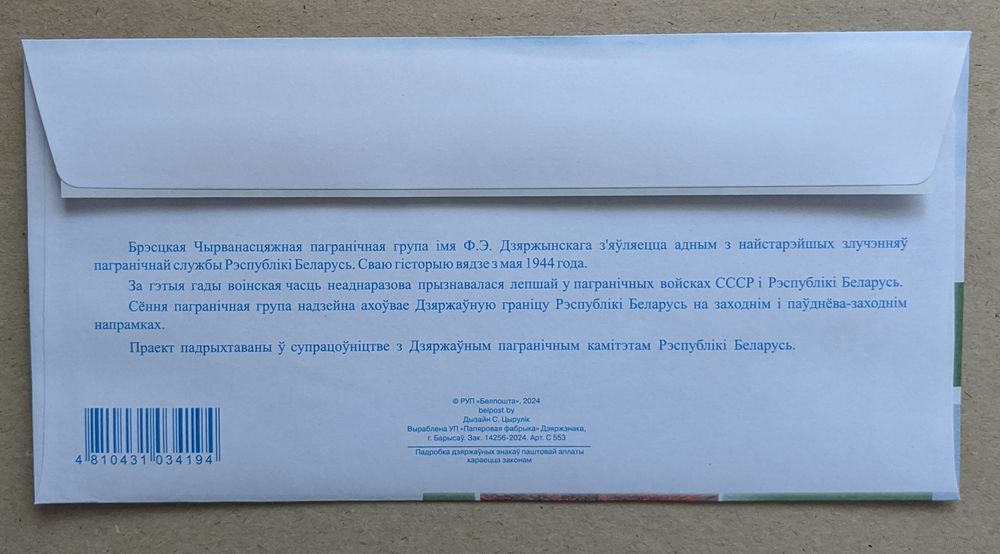 Брэсцкая Чырванасцяжная пагранічная група імя Ф.Э. Дзяржынскага з'яўляецца адным з найстарэйшых злучэнняў
пагранічнай службы Рэспублікі Беларусь. Сваю гісторыю вядзе з мая 1944 года.
За гэтыя гады воінская часць неаднаразова прызнавалася лепшай у пагранічных войсках СССР і Рэспублікі Беларусь.
Сёння пагранічная група надзейна ахоўвае Дзяржаўную граніцу Рэспублікі Беларусь на заходнім і паўднёва-заходнім
напрамках.
Праект падрыхтаваны ў супрацоўніцтве з Дзяржаўным пагранічным камітэтам Рэспублікі Беларусь.
© РУП «Белпошта», 2024
belpost.by
Дызайн С. Цырулік
Выраблена УП «Папяровая фабрыка» Дзяржзнака,
г. Барысаў. Зак. 14256-2024. Арт. С 553
Падробка дзяржаўных знакаў паштовай аплаты
караецца законам
4 810431 034194